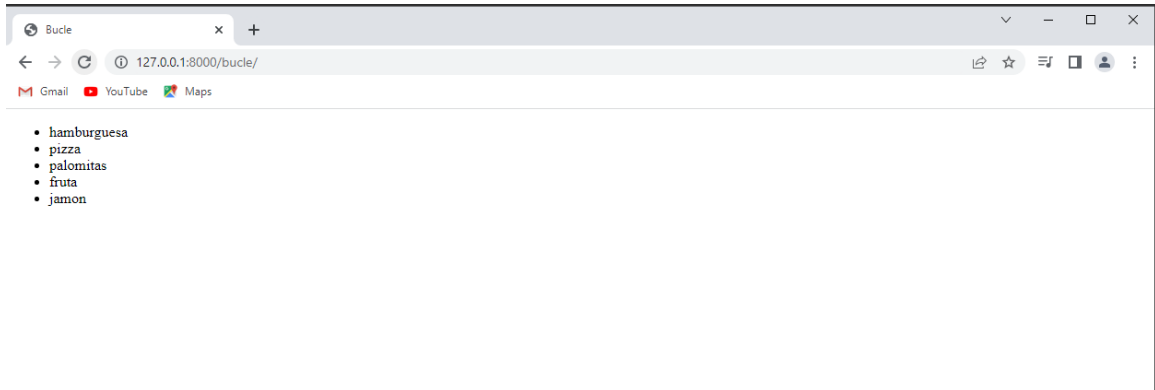 Bucle
127.0.0.1:8000/bucle/
Gmail YouTube Maps
hamburguesa
pizza
palomitas
fruta
jamon